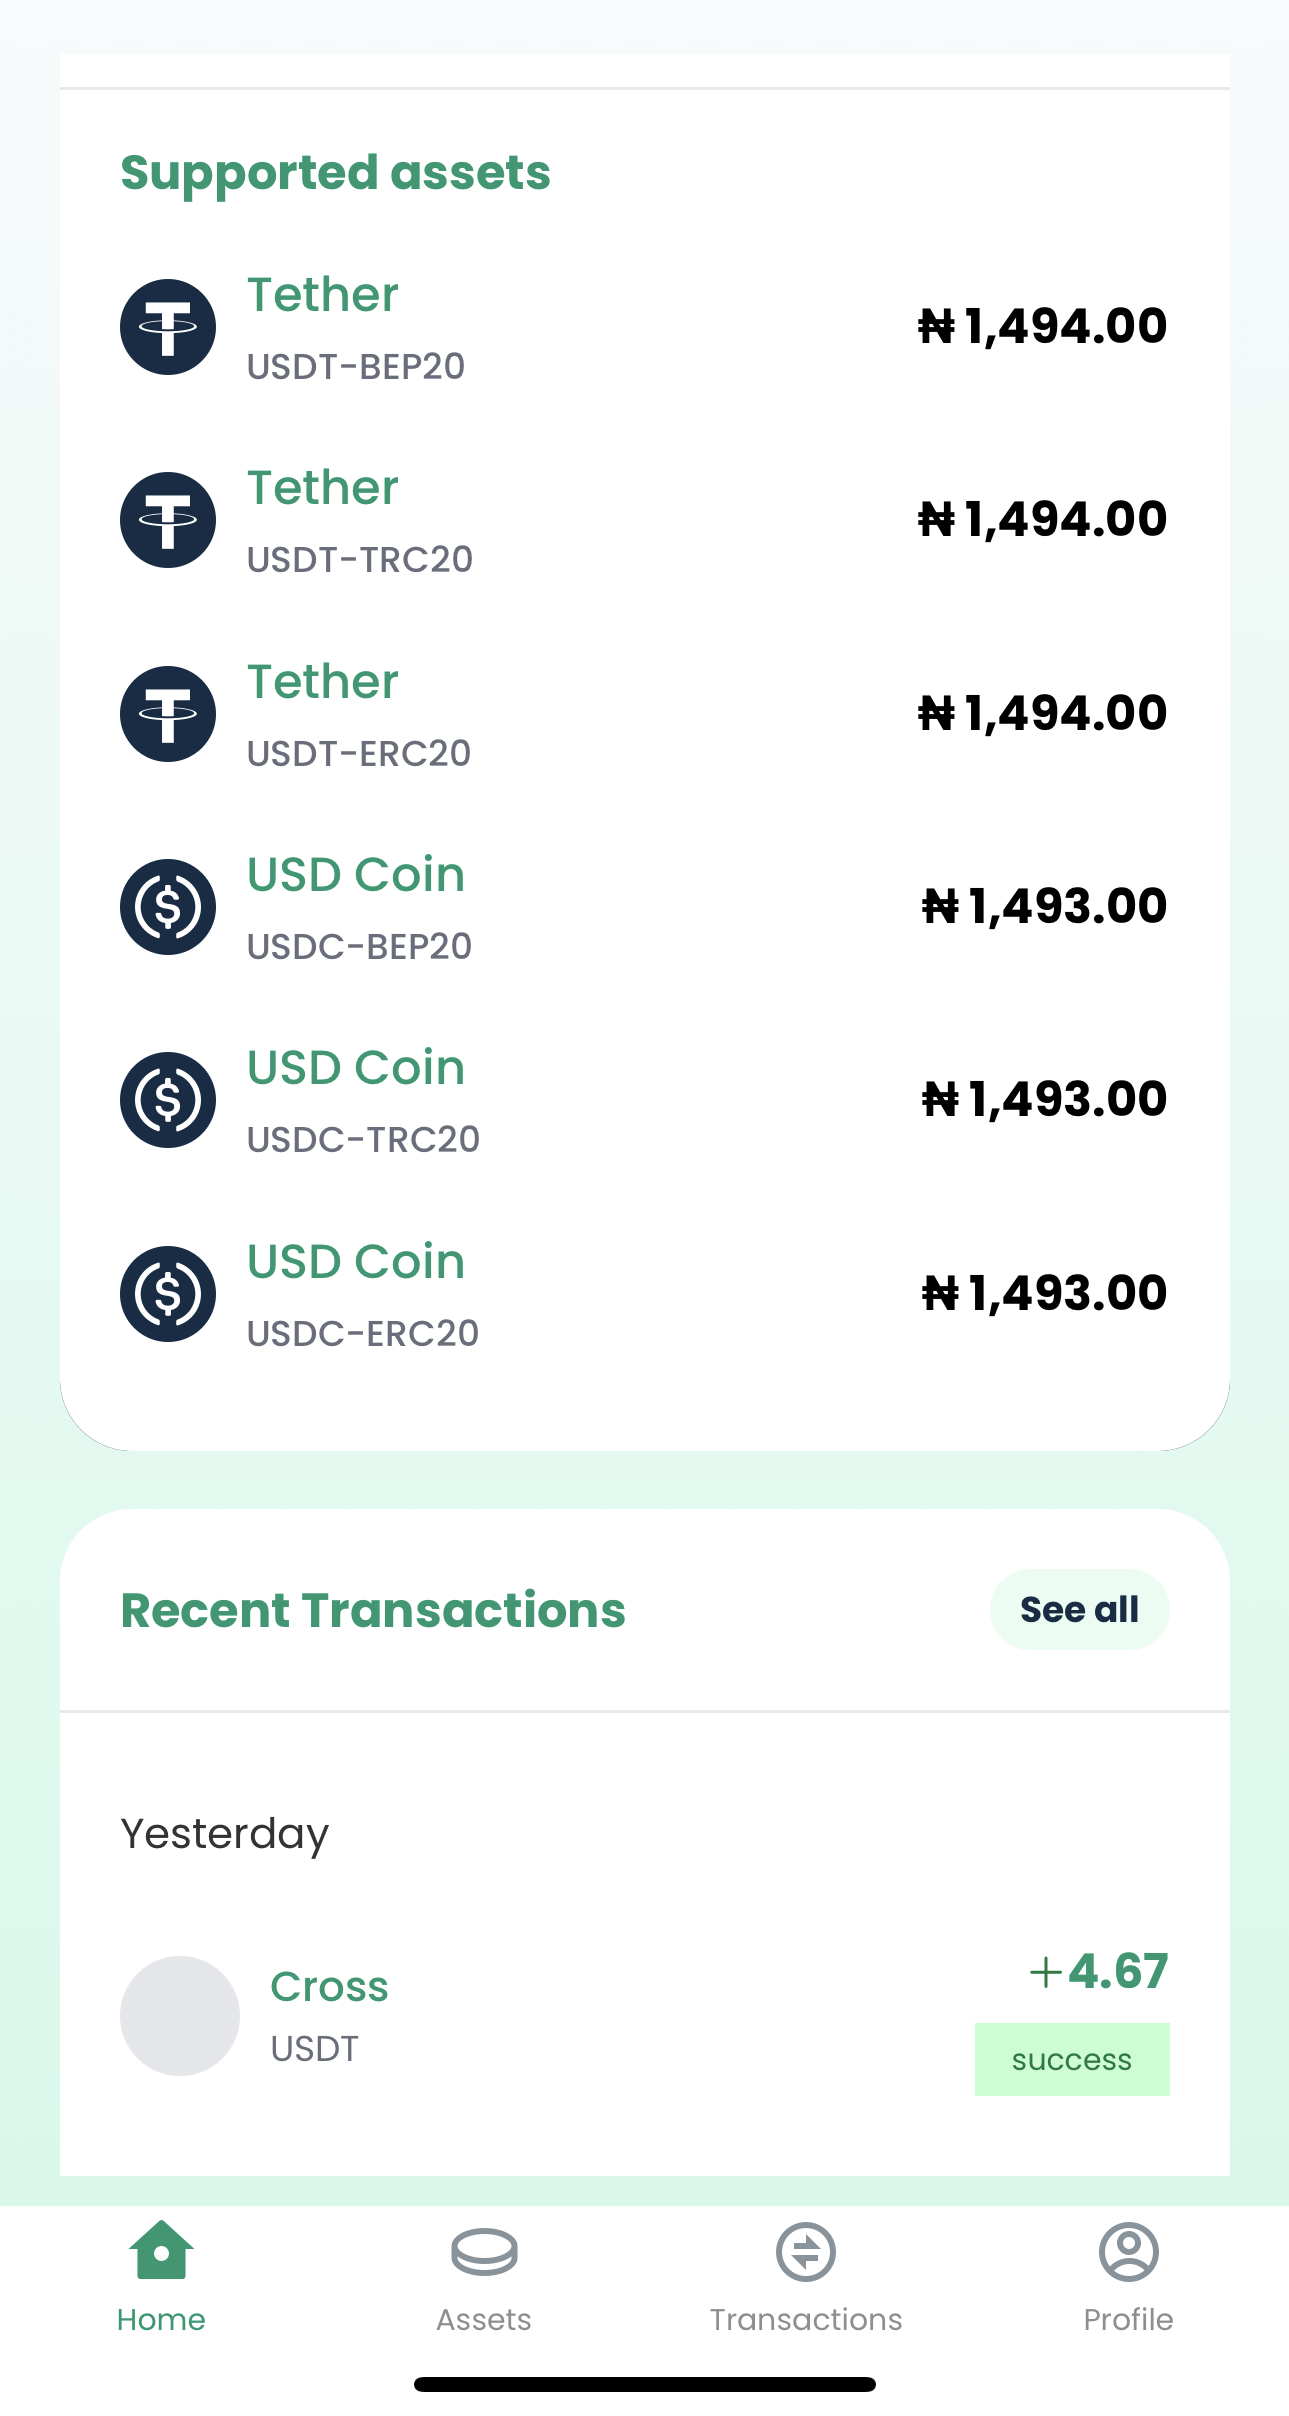 Supported assets
Tether
₦ 1,494.00
USDT-BEP20
Tether
₦ 1,494.00
USDT-TRC20
Tether
₦ 1,494.00
USDT-ERC20
USD Coin
₦ 1,493.00
USDC-BEP20
USD Coin
₦ 1,493.00
USDC-TRC20
USD Coin
₦ 1,493.00
USDC-ERC20
Recent Transactions
See all
Yesterday
Cross
+4.67
USDT
success
Home
Assets
Transactions
Profile